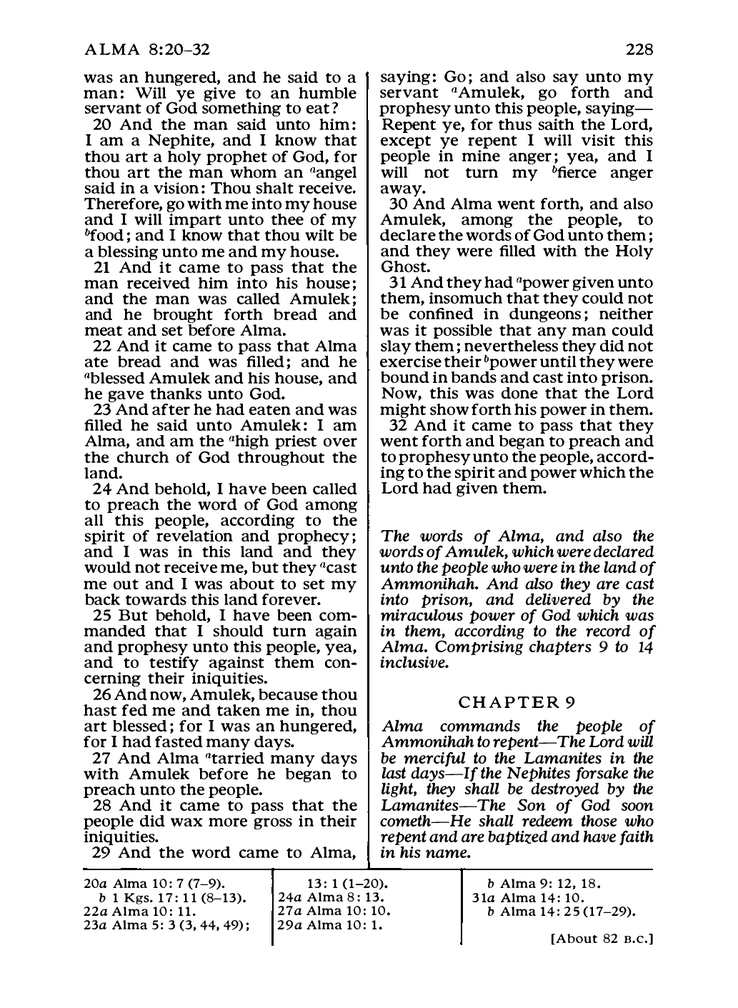 ALMA 8:20–32
228
was an hungered, and he said to a
man: Will ye give to an humble
servant of God something to eat?
20 And the man said unto him:
I am a Nephite, and I know that
thou art a holy prophet of God, for
thou art the man whom an aangel
said in a vision: Thou shalt receive.
Therefore, go with me into my house
and I will impart unto thee of my
bfood; and I know that thou wilt be
a blessing unto me and my house.
21 And it came to pass that the
man received him into his house;
and the man was called Amulek;
and he brought forth bread and
meat and set before Alma.
22 And it came to pass that Alma
ate bread and was filled; and he
ablessed Amulek and his house, and
he gave thanks unto God.
23 And after he had eaten and was
filled he said unto Amulek: I am
Alma, and am the ahigh priest over
the church of God throughout the
land.
24 And behold, I have been called
to preach the word of God among
all this people, according to the
spirit of revelation and prophecy;
and I was in this land and they
would not receive me, but they acast
me out and I was about to set my
back towards this land forever.
25 But behold, I have been com-
manded that I should turn again
and prophesy unto this people, yea,
and to testify against them con-
cerning their iniquities.
26 And now, Amulek, because thou
hast fed me and taken me in, thou
art blessed; for I was an hungered,
for I had fasted many days.
27 And Alma atarried many days
with Amulek before he began to
preach unto the people.
28 And it came to pass that the
people did wax more gross in their
iniquities.
29 And the word came to Alma,
saying: Go; and also say unto my
servant aAmulek, go forth and
prophesy unto this people, saying—
Repent ye, for thus saith the Lord,
except ye repent I will visit this
people in mine anger; yea, and I
will not turn my bfierce anger
away.
30 And Alma went forth, and also
Amulek, among the people, to
declare the words of God unto them;
and they were filled with the Holy
Ghost.
31 And they had apower given unto
them, insomuch that they could not
be confined in dungeons; neither
was it possible that any man could
slay them; nevertheless they did not
exercise their bpower until they were
bound in bands and cast into prison.
Now, this was done that the Lord
might show forth his power in them.
32 And it came to pass that they
went forth and began to preach and
to prophesy unto the people, accord-
ing to the spirit and power which the
Lord had given them.
The words of Alma, and also the
words of Amulek, which were declared
unto the people who were in the land of
Ammonihah. And also they are cast
into prison, and delivered by the
miraculous power of God which was
in them, according to the record of
Alma. Comprising chapters 9 to 14
inclusive.
CHAPTER 9
Alma commands the people of
Ammonihah to repent—The Lord will
be merciful to the Lamanites in the
last days—If the Nephites forsake the
light, they shall be destroyed by the
Lamanites—The Son of God soon
cometh—He shall redeem those who
repent and are baptized and have faith
in his name.
20a Alma 10: 7 (7–9).
b 1 Kgs. 17: 11 (8–13).
22a Alma 10: 11.
23a Alma 5: 3 (3, 44, 49);
13: 1 (1–20).
24a Alma 8: 13.
27a Alma 10: 10.
29a Alma 10: 1.
b Alma 9: 12, 18.
31a Alma 14: 10.
b Alma 14: 25 (17–29).
[About 82 B.C.]